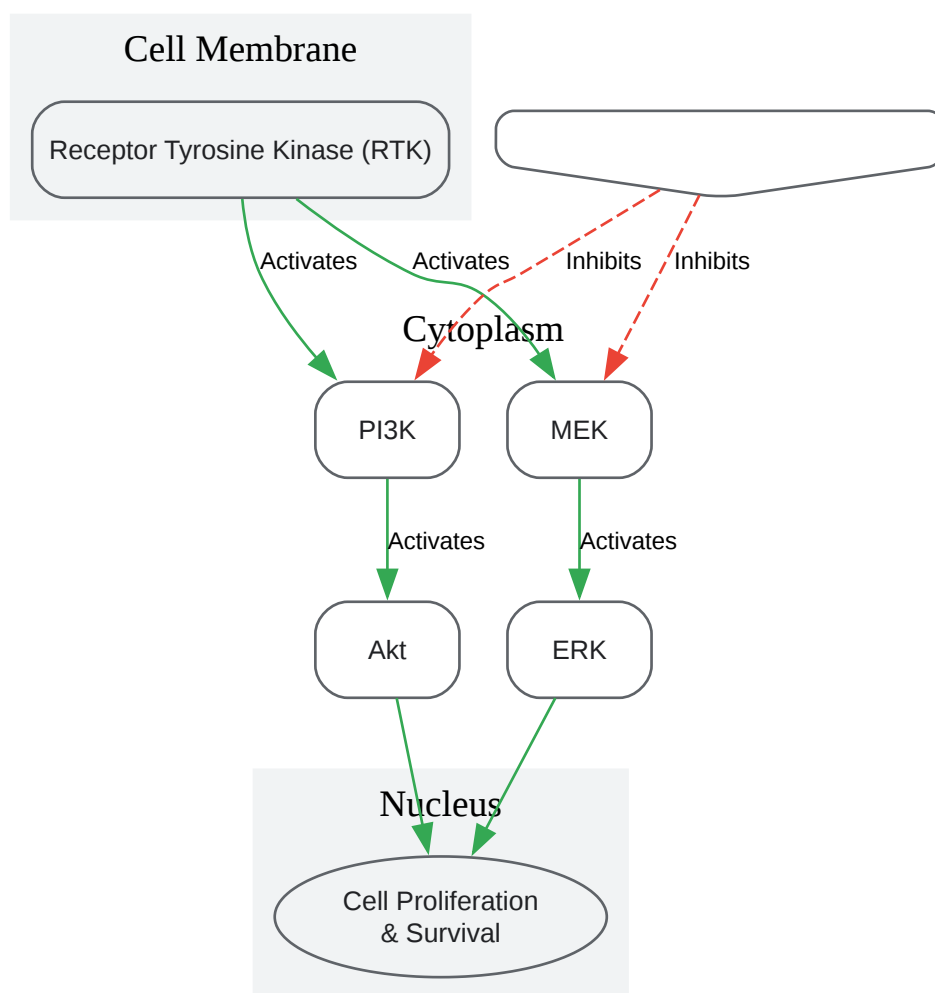 Cell Membrane
Receptor Tyrosine Kinase (RTK)
Activates
Activates
Inhibits
Inhibits
Cytoplasm
PI3K
MEK
Activates
Activates
Akt
ERK
Nucleus
Cell Proliferation
& Survival